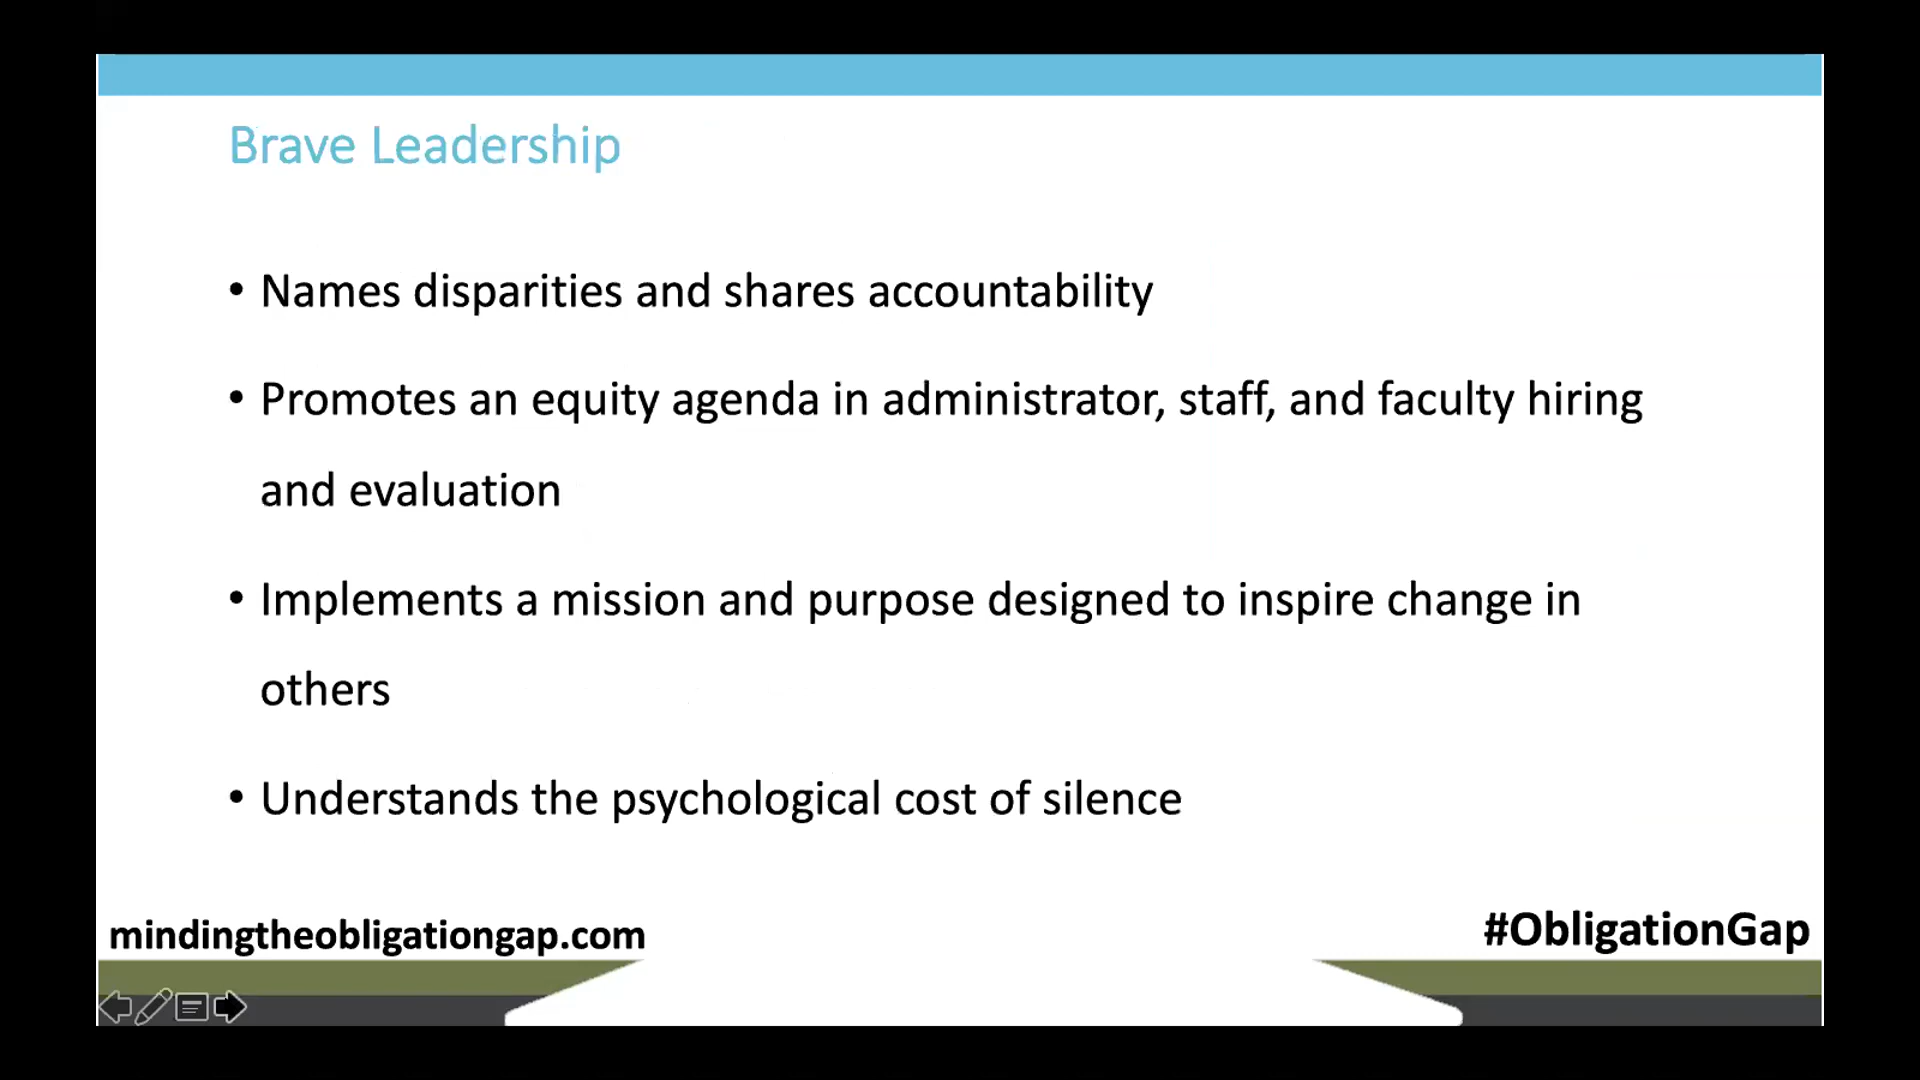 Brave Leadership
• Names disparities and shares accountability
• Promotes an equity agenda in administrator, staff, and faculty hiring
and evaluation
• Implements a mission and purpose designed to inspire change in
others
• Understands the psychological cost of silence
mindingtheobligationgap.com
#ObligationGap